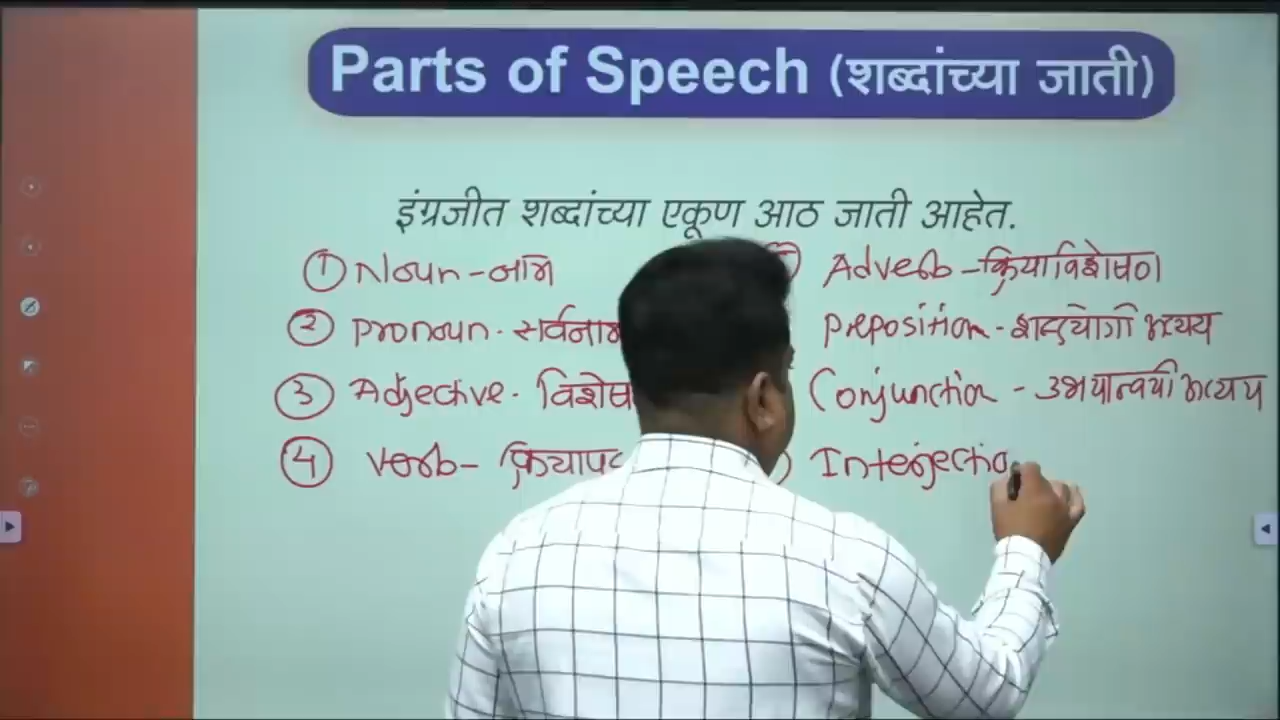 Parts of Speech (शब्दांच्या जाती)
इंग्रजीत शब्दांच्या एकूण आठ जाती आहेत.
① Noun - नाम
② Pronoun - सर्वनाम
③ Adjective - विशेष
④ Verb - क्रियापद
Adverb - क्रियाविशेषण
Preposition - शब्दयोगी अव्यय
Conjunction - उभयान्वयी अव्यय
Interjectio